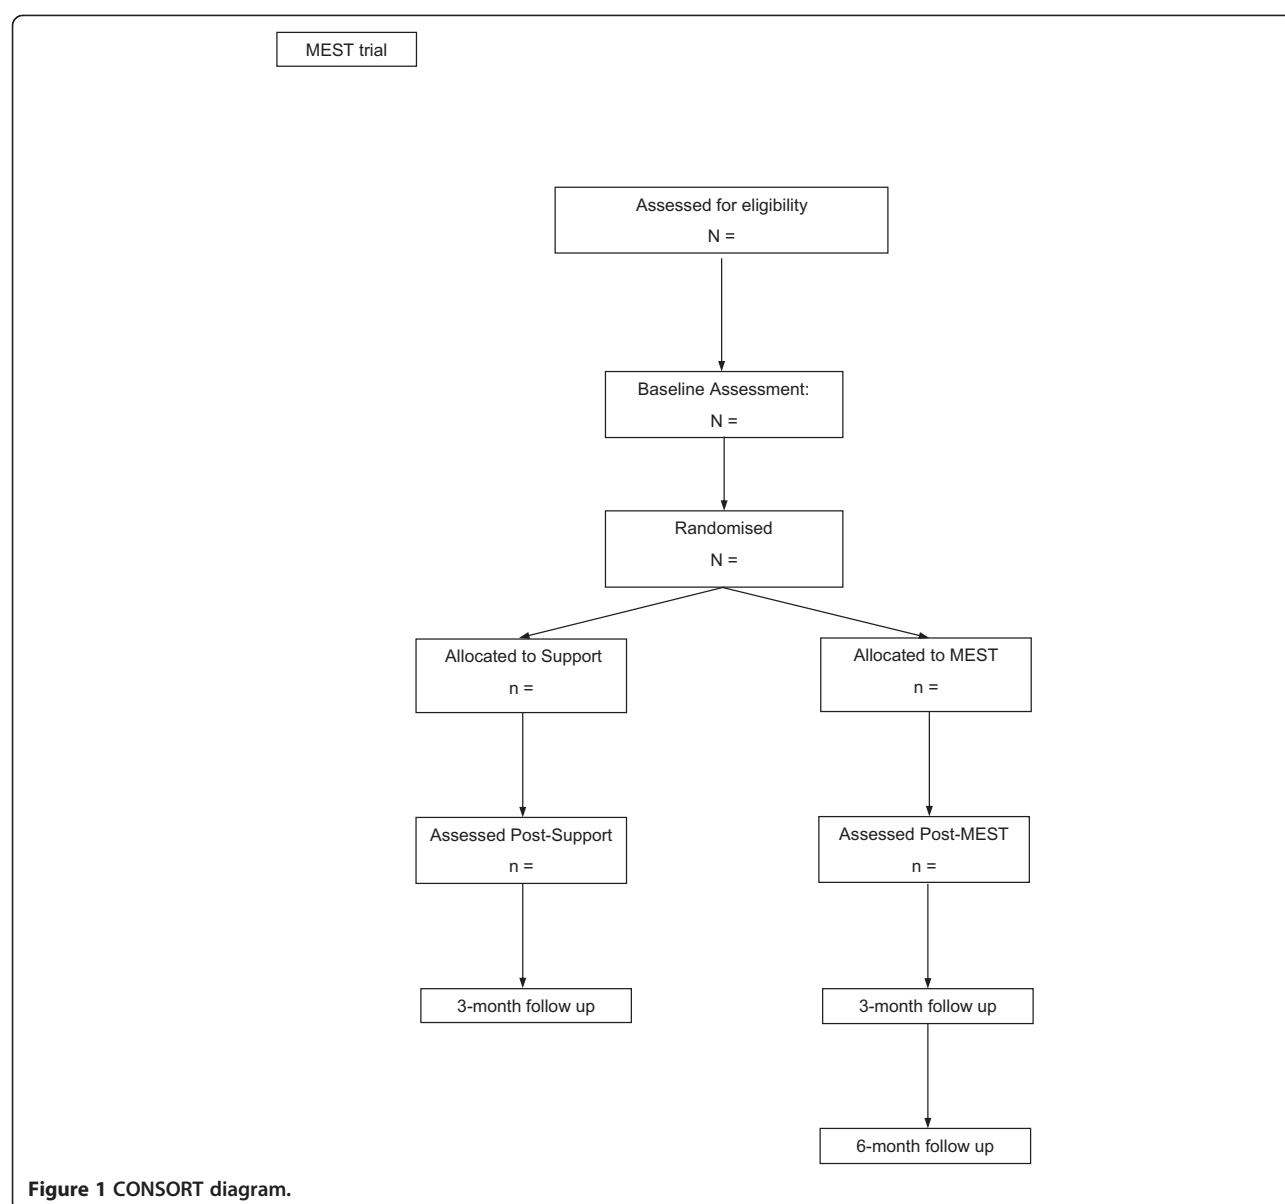 MEST trial
Assessed for eligibility
N =
Baseline Assessment:
N =
Randomised
N =
Allocated to Support
n =
Allocated to MEST
n =
Assessed Post-Support
n =
Assessed Post-MEST
n =
3-month follow up
3-month follow up
6-month follow up
Figure 1 CONSORT diagram.